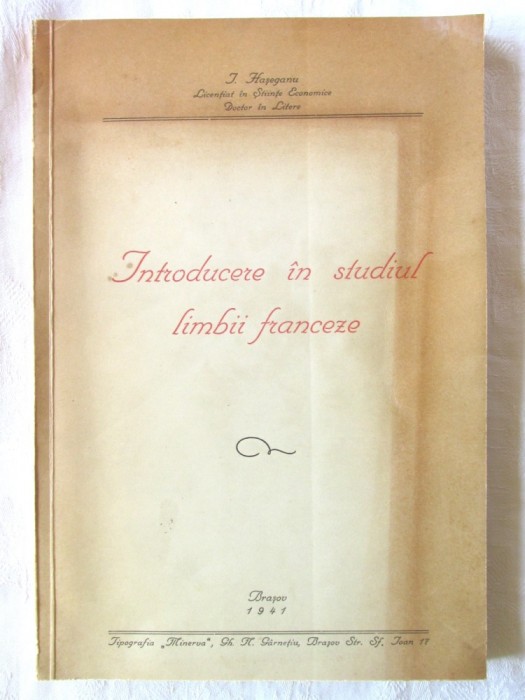 I. Hașeganu
Licențiat în Științe Economice
Doctor în Litere
Introducere în studiul
limbii franceze
Brașov
1941
Tipografia „Minerva", Gh. N. Gârnețiu, Brașov Str. Sf. Ioan 11